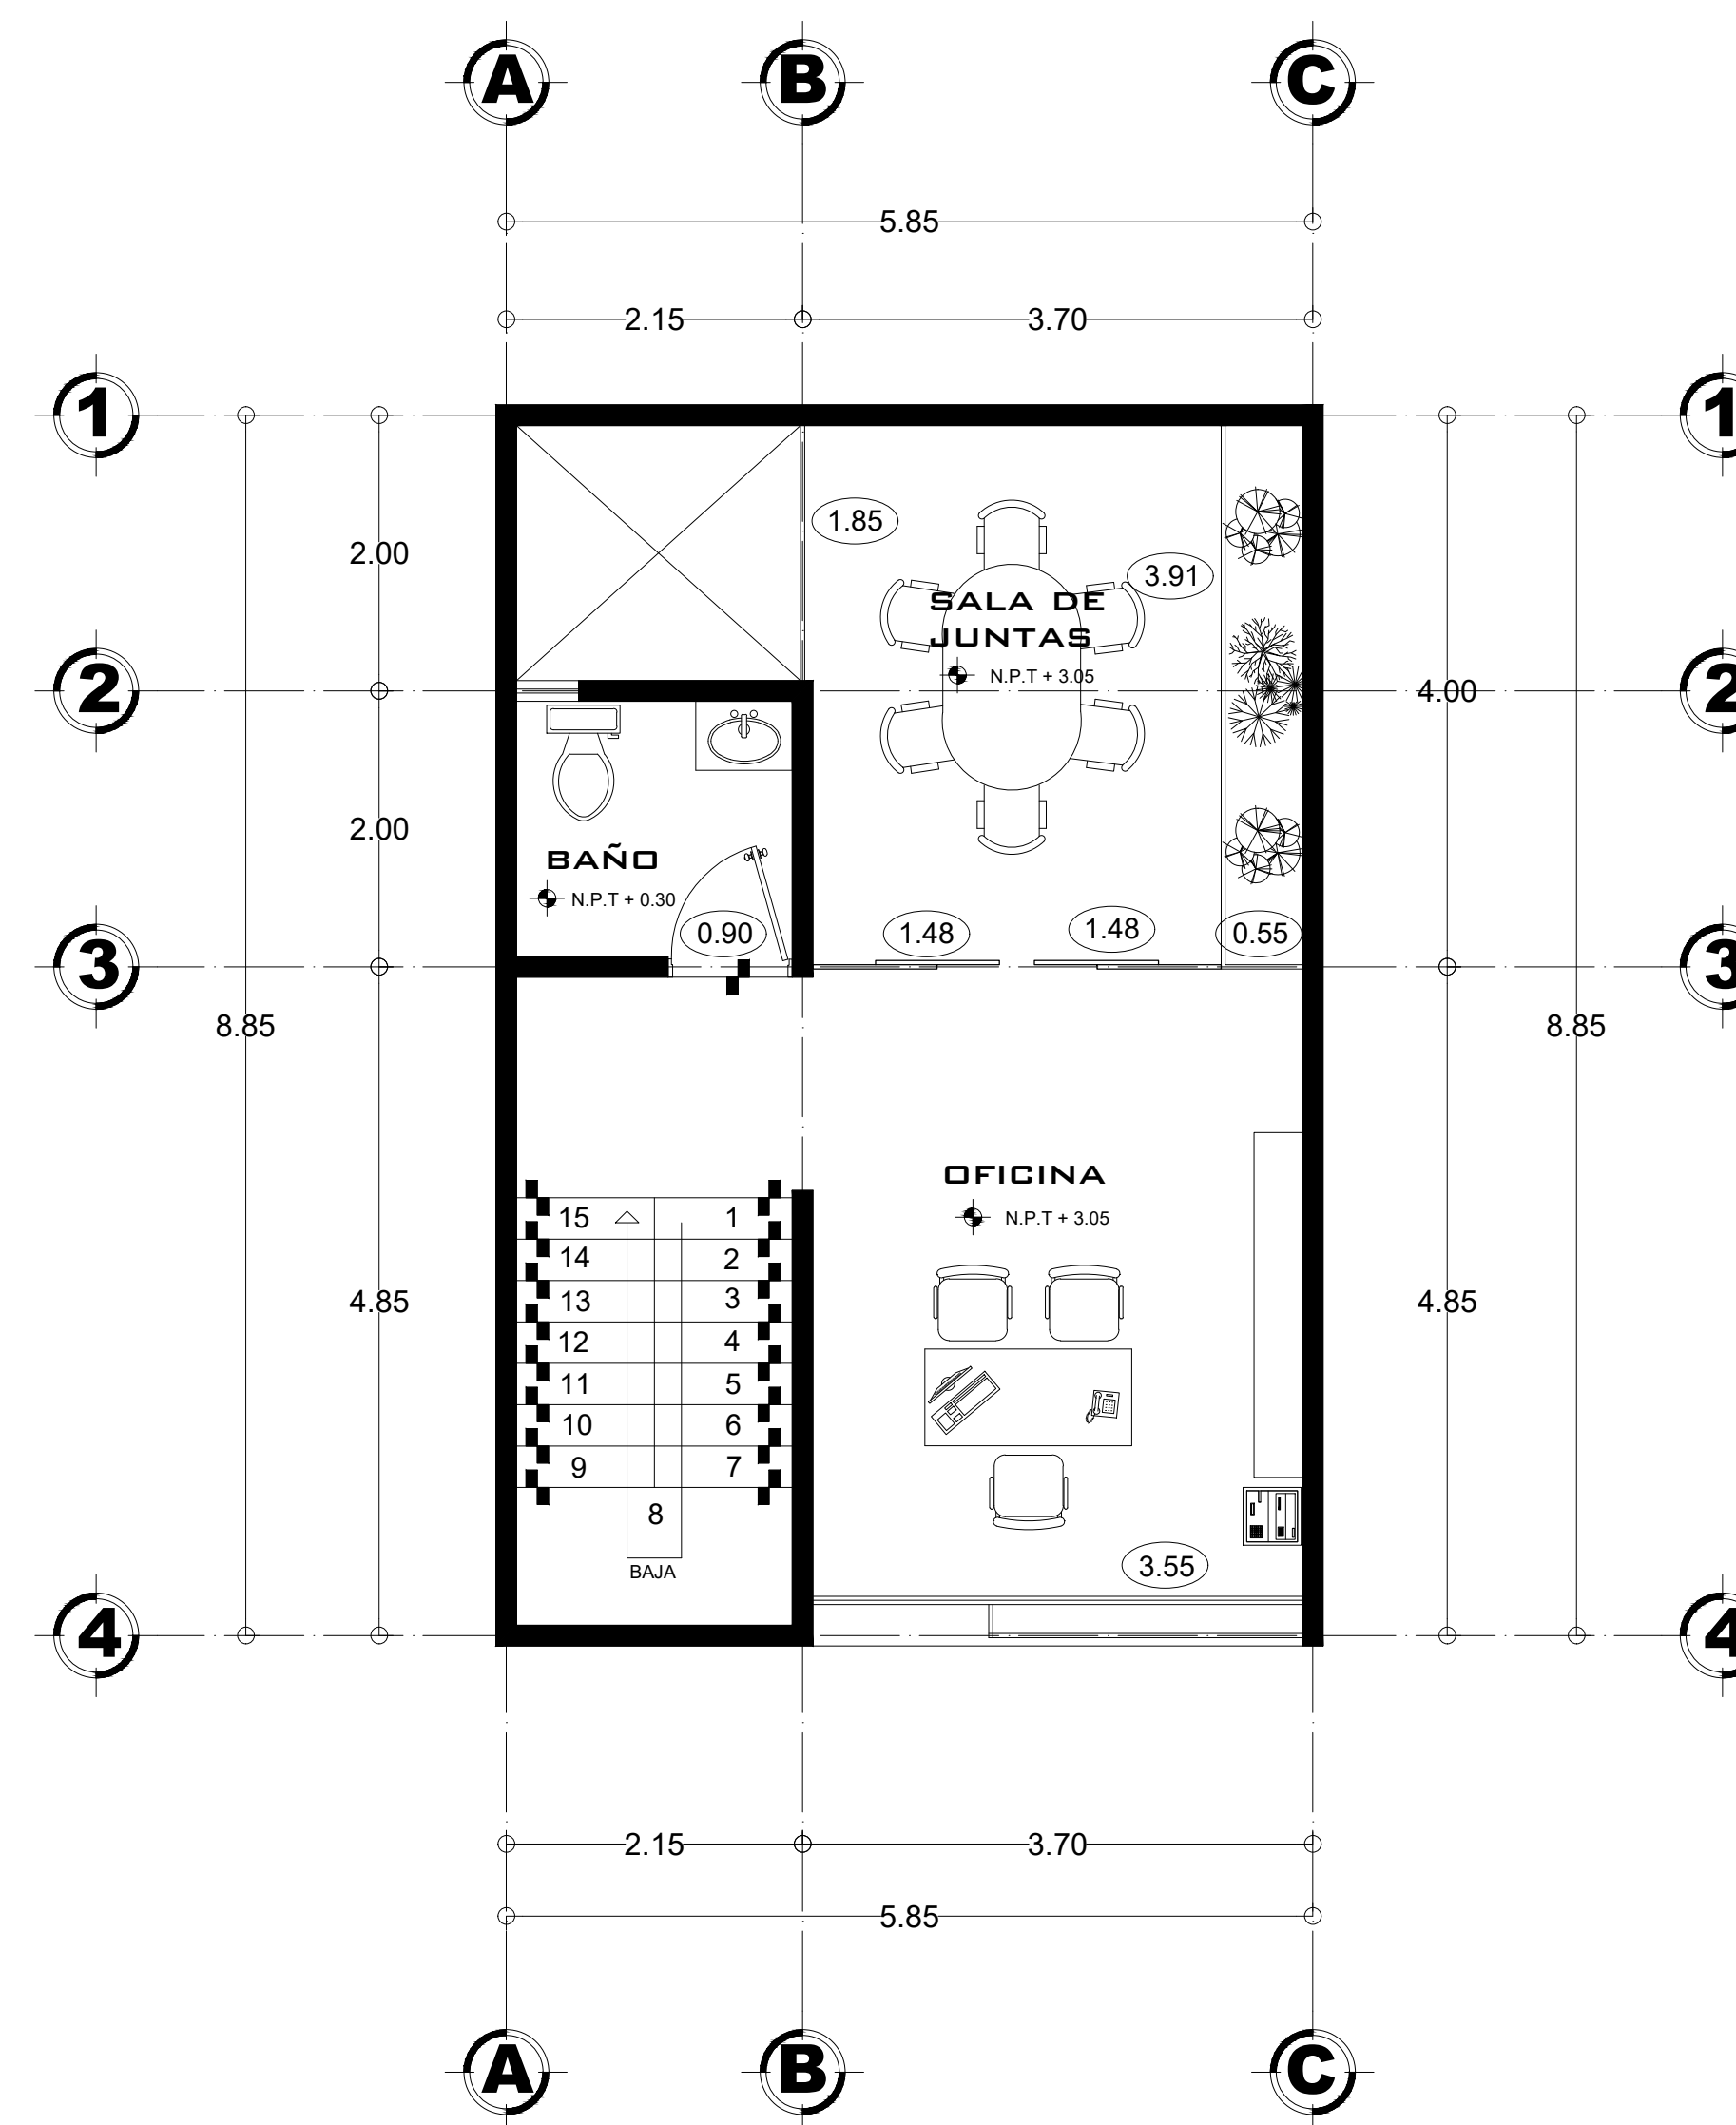 A B C
5.85
2.15 3.70
1 1
2.00
1.85
3.91
SALA DE
JUNTAS
N.P.T + 3.05
2 4.00 2
2.00
BAÑO
N.P.T + 0.30
0.90 1.48 1.48 0.55
3 3
8.85 8.85
OFICINA
N.P.T + 3.05
15 1
14 2
13 3
4.85 4.85
12 4
11 5
10 6
9 7
8
BAJA
3.55
4 4
2.15 3.70
5.85
A B C